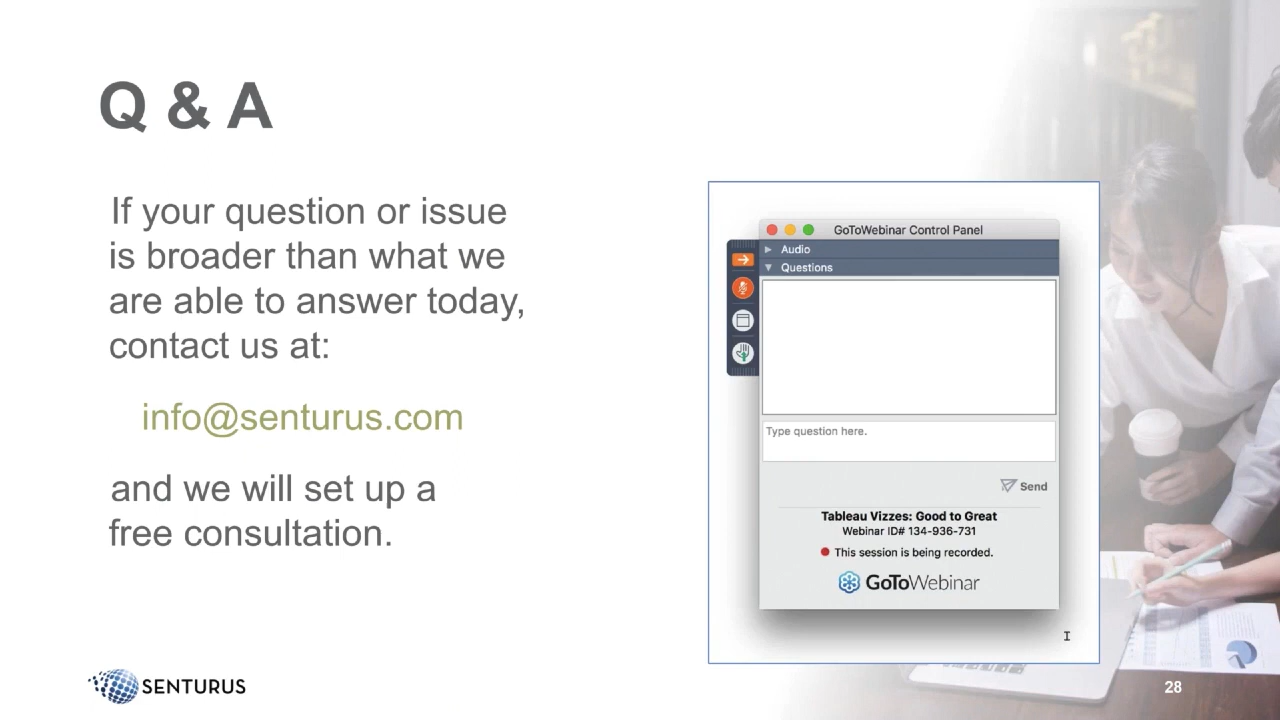 Q & A
If your question or issue
is broader than what we
are able to answer today,
contact us at:
info@senturus.com
and we will set up a
free consultation.
GoToWebinar Control Panel
Audio
Questions
Type question here.
Send
Tableau Vizzes: Good to Great
Webinar ID# 134-936-731
This session is being recorded.
GoToWebinar
SENTURUS
28